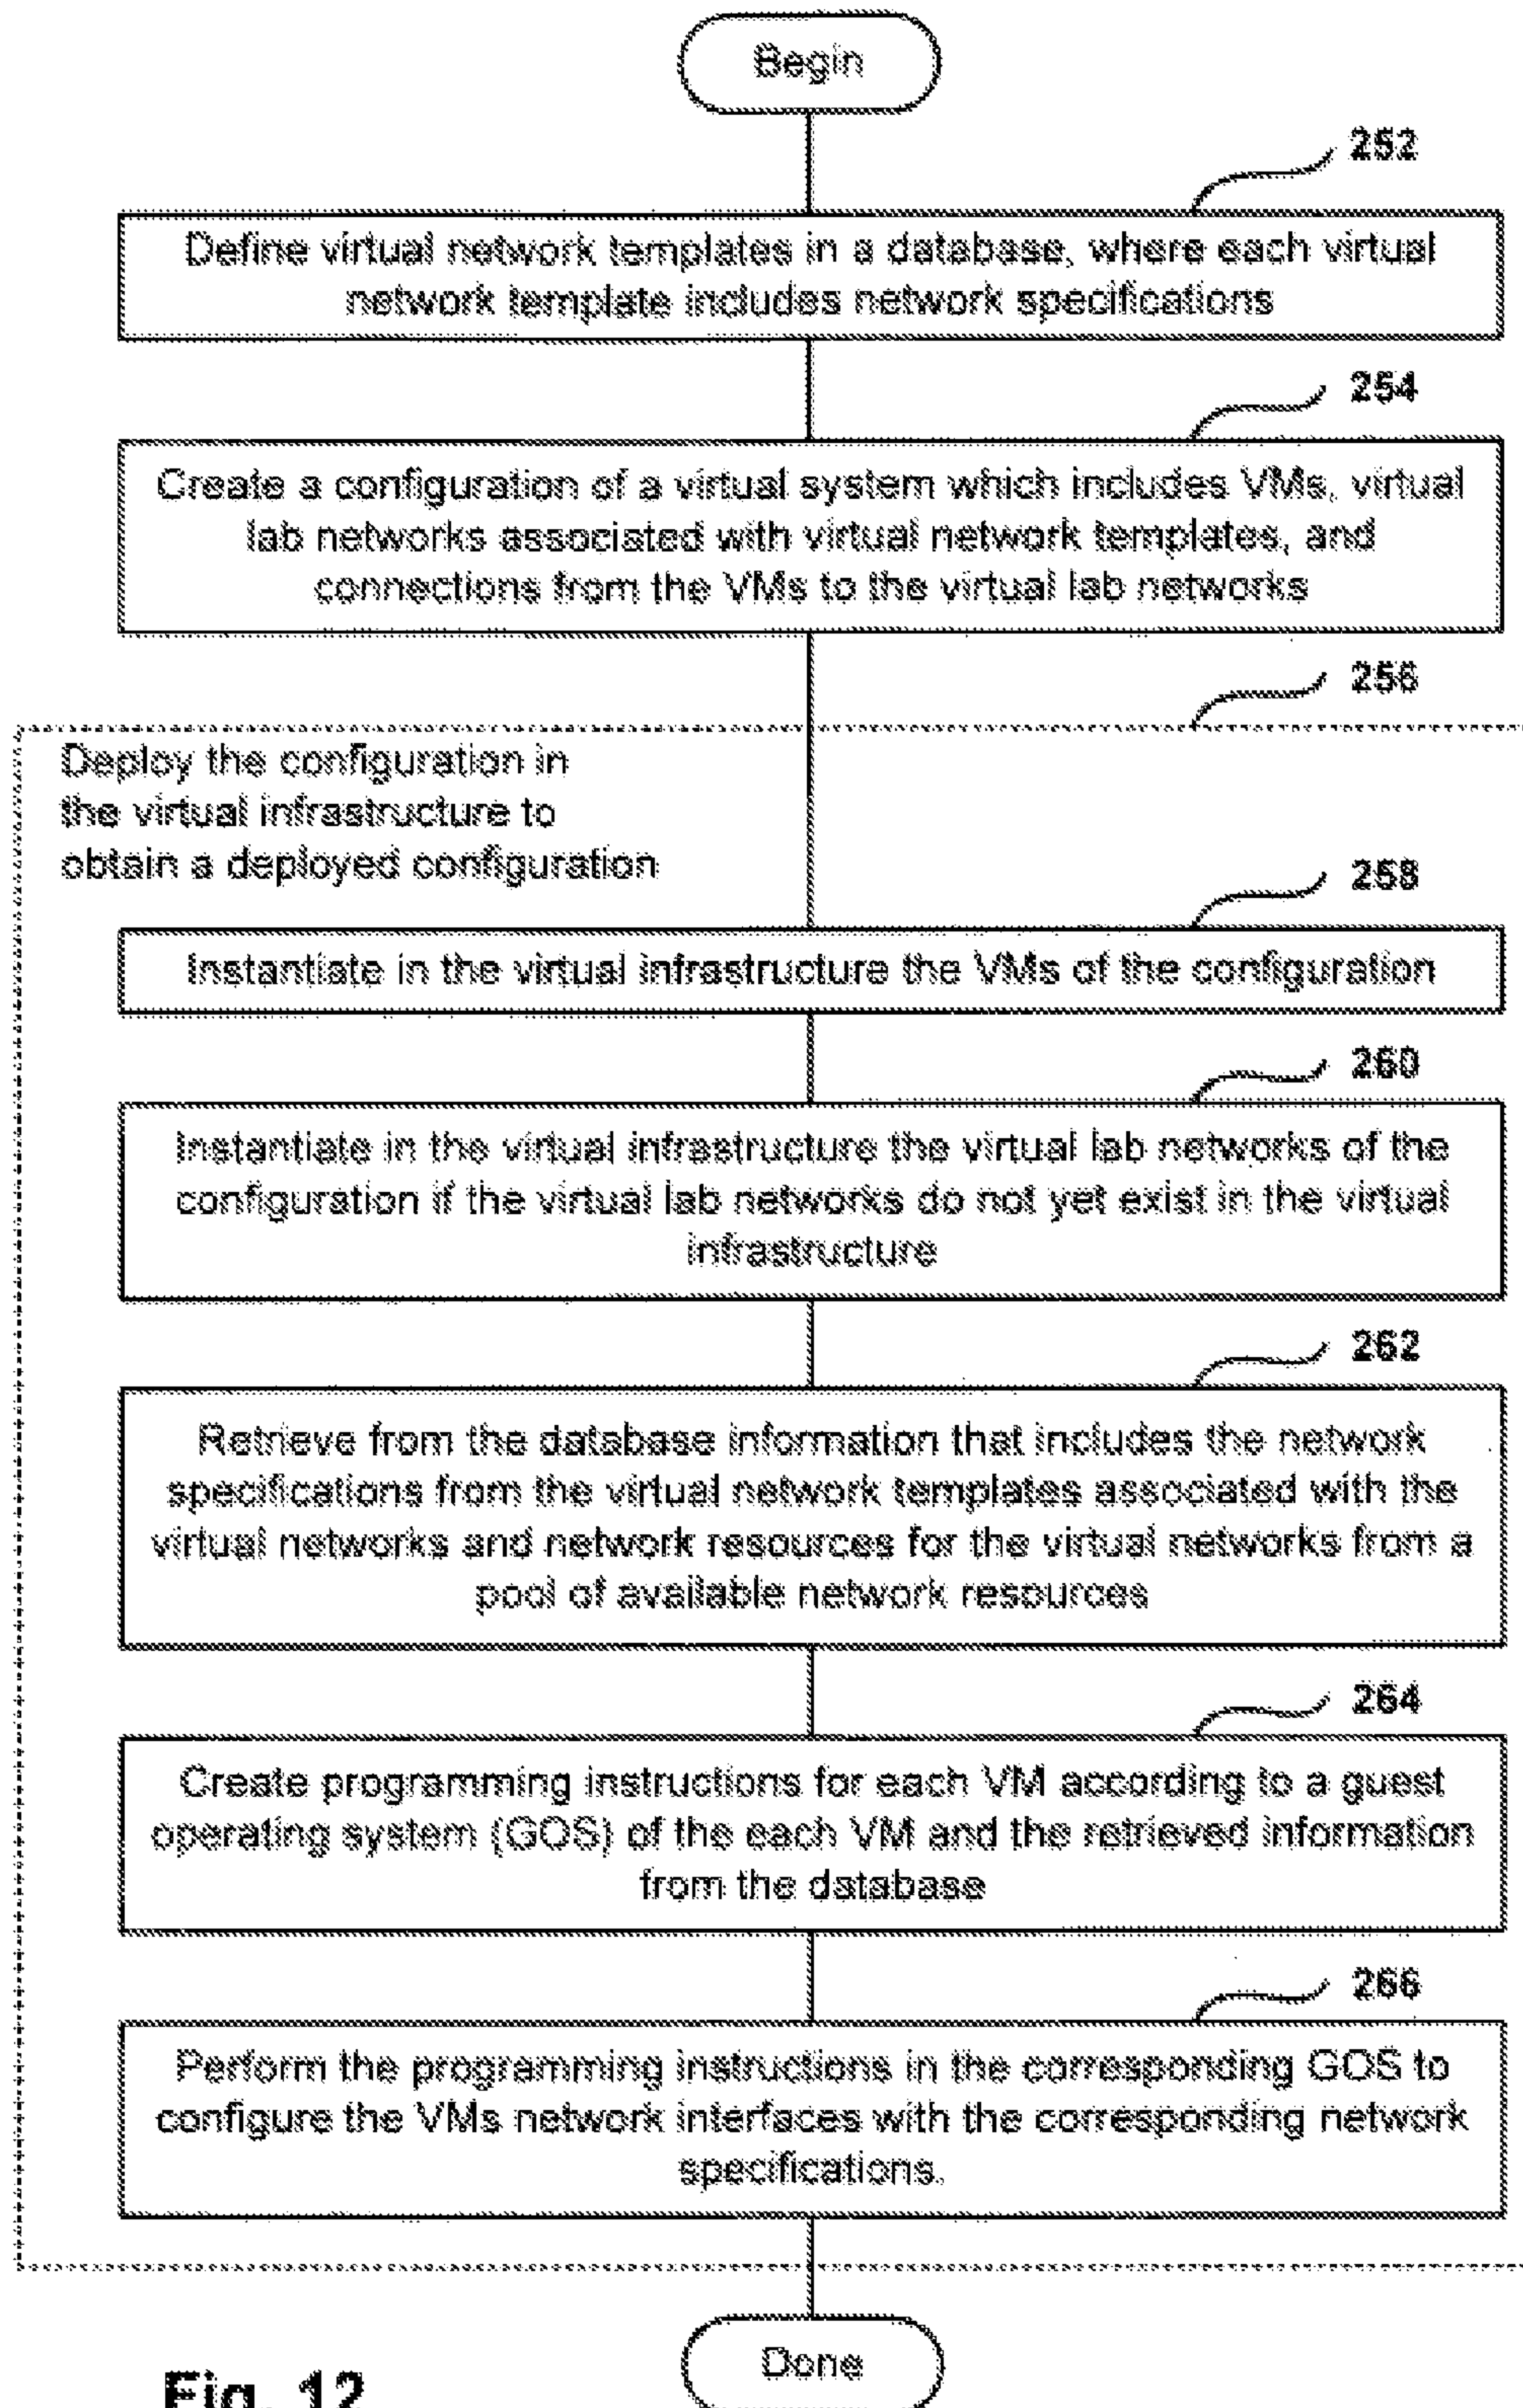 Begin
252
Define virtual network templates in a database, where each virtual
network template includes network specifications
254
Create a configuration of a virtual system which includes VMs, virtual
lab networks associated with virtual network templates, and
connections from the VMs to the virtual lab networks
256
Deploy the configuration in
the virtual infrastructure to
obtain a deployed configuration
258
Instantiate in the virtual infrastructure the VMs of the configuration
260
Instantiate in the virtual infrastructure the virtual lab networks of the
configuration if the virtual lab networks do not yet exist in the virtual
infrastructure
262
Retrieve from the database information that includes the network
specifications from the virtual network templates associated with the
virtual networks and network resources for the virtual networks from a
pool of available network resources
264
Create programming instructions for each VM according to a guest
operating system (GOS) of the each VM and the retrieved information
from the database
266
Perform the programming instructions in the corresponding GOS to
configure the VMs network interfaces with the corresponding network
specifications.
Done
Fig. 12